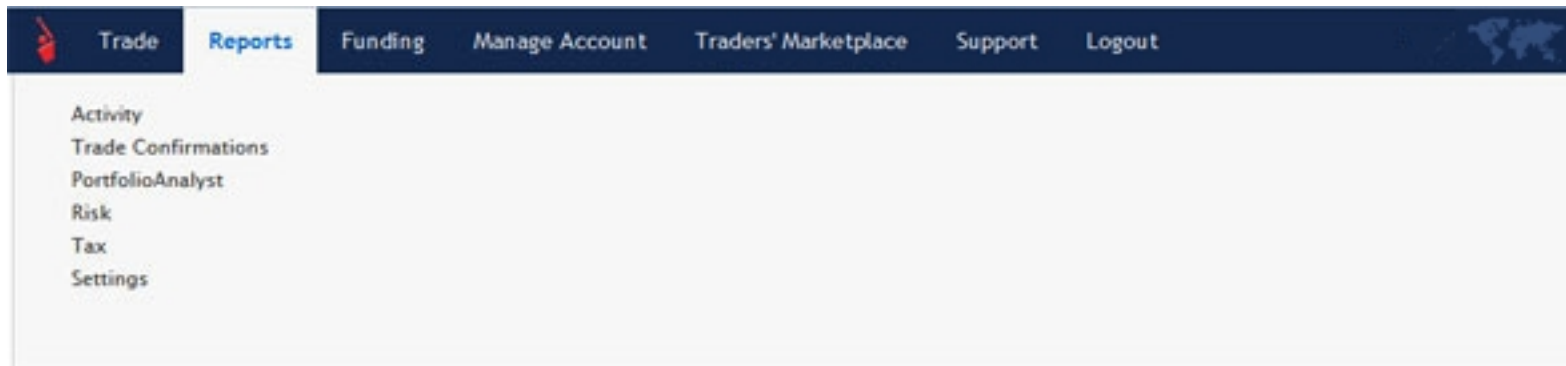 Trade Reports Funding Manage Account Traders' Marketplace Support Logout
Activity
Trade Confirmations
PortfolioAnalyst
Risk
Tax
Settings